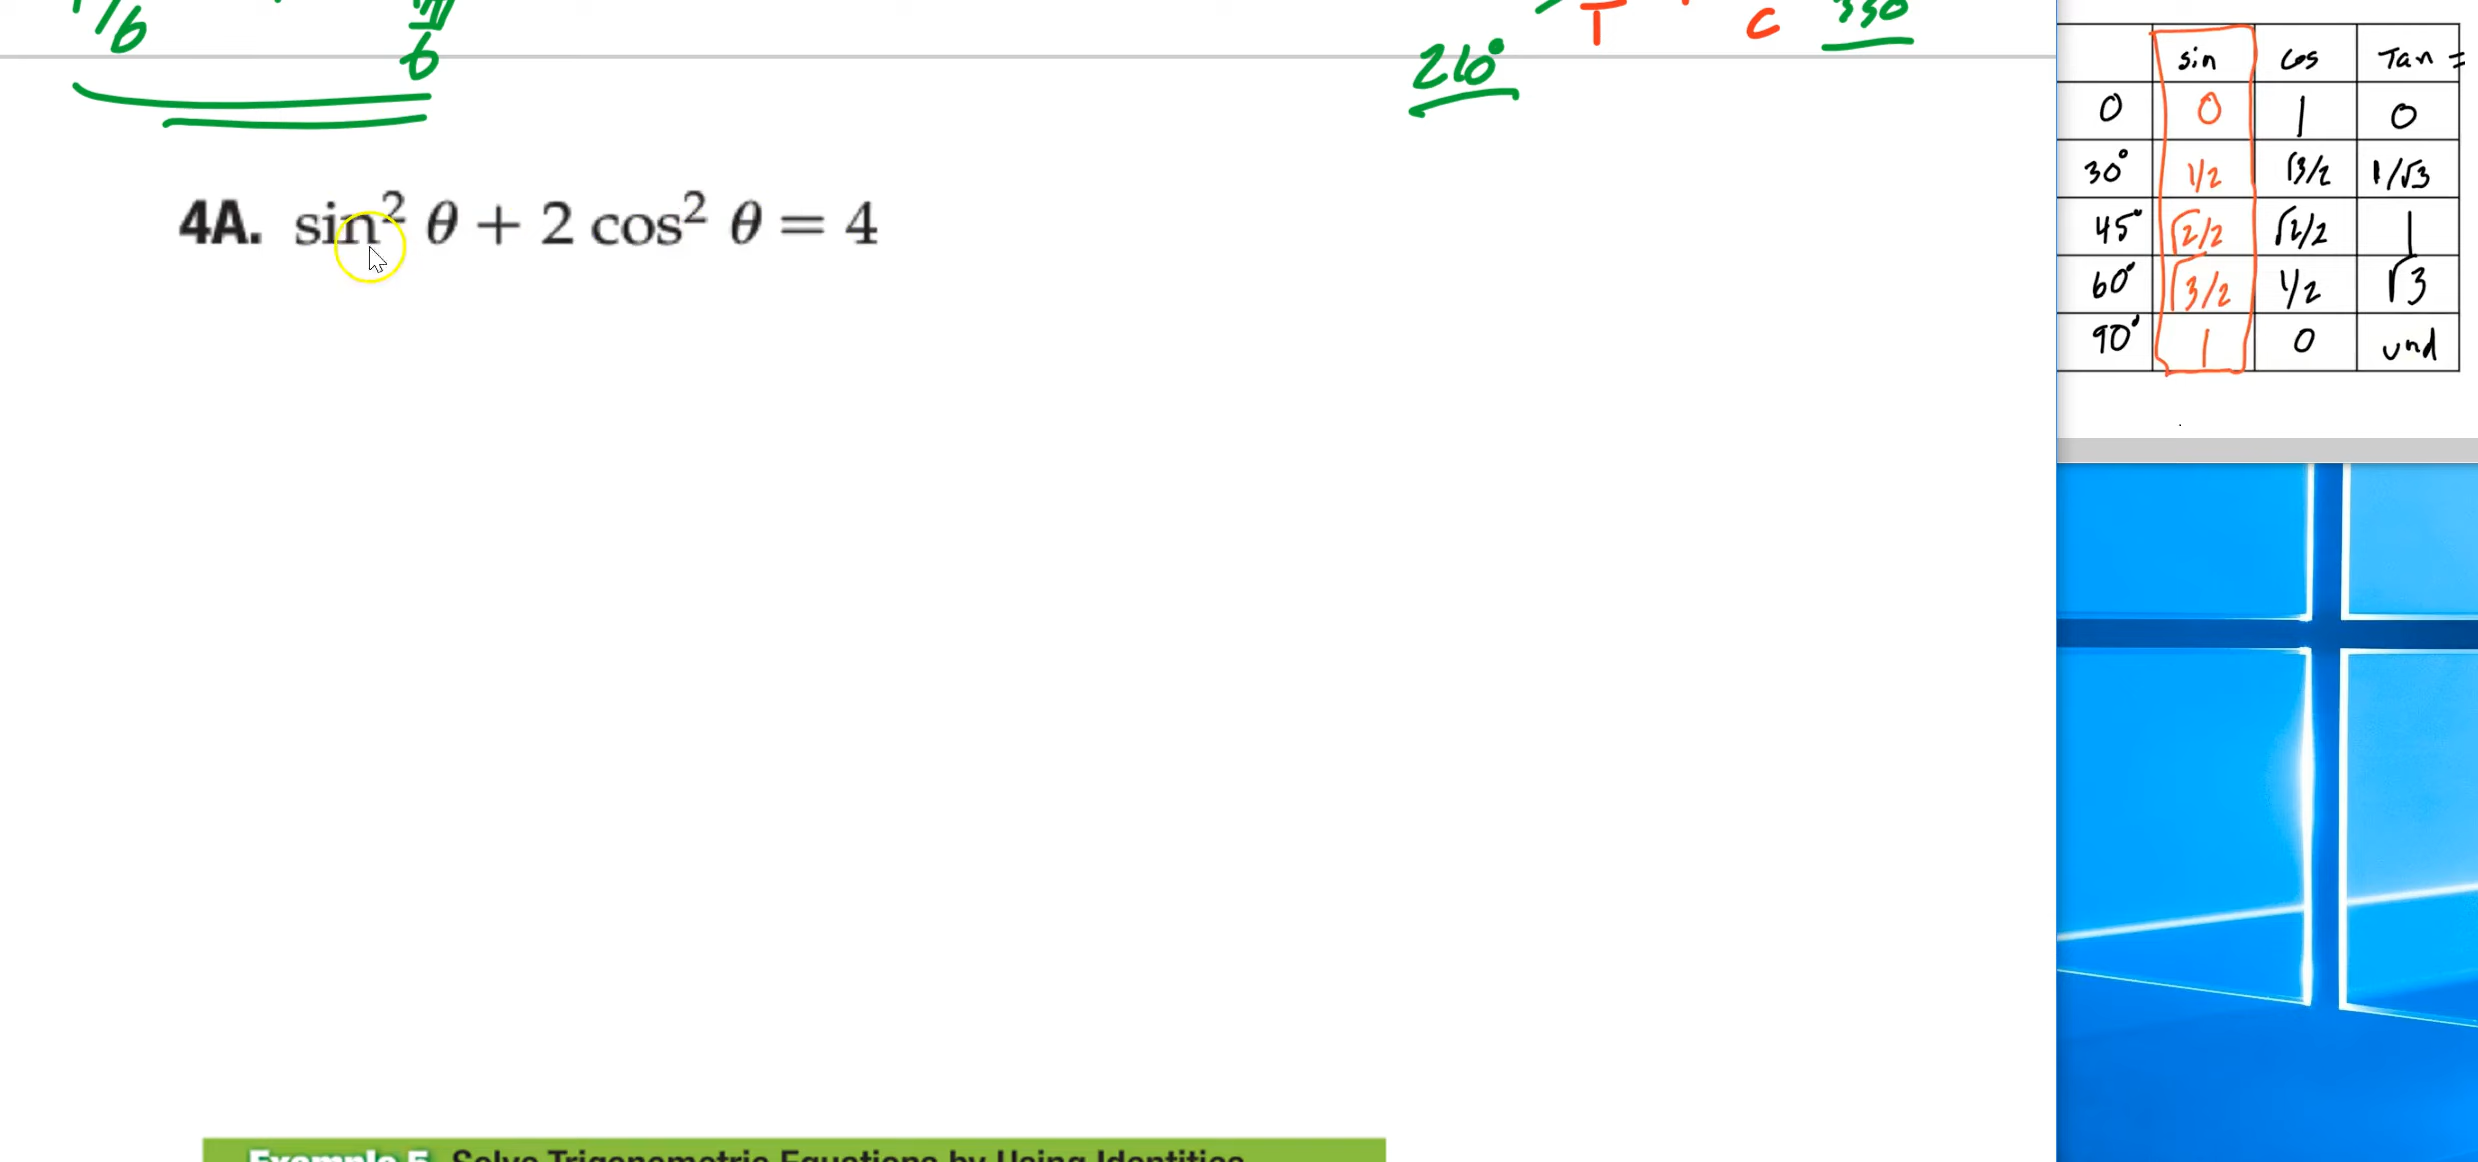 π/6
6
210°
T
C
330
4A. sin² θ + 2 cos² θ = 4
sin cos Tan =
0 0 1 0
30° 1/2 √3/2 1/√3
45° √2/2 √2/2 1
60° √3/2 1/2 √3
90° 1 0 und
Example 5 Solve Trigonometric Equations by Using Identities